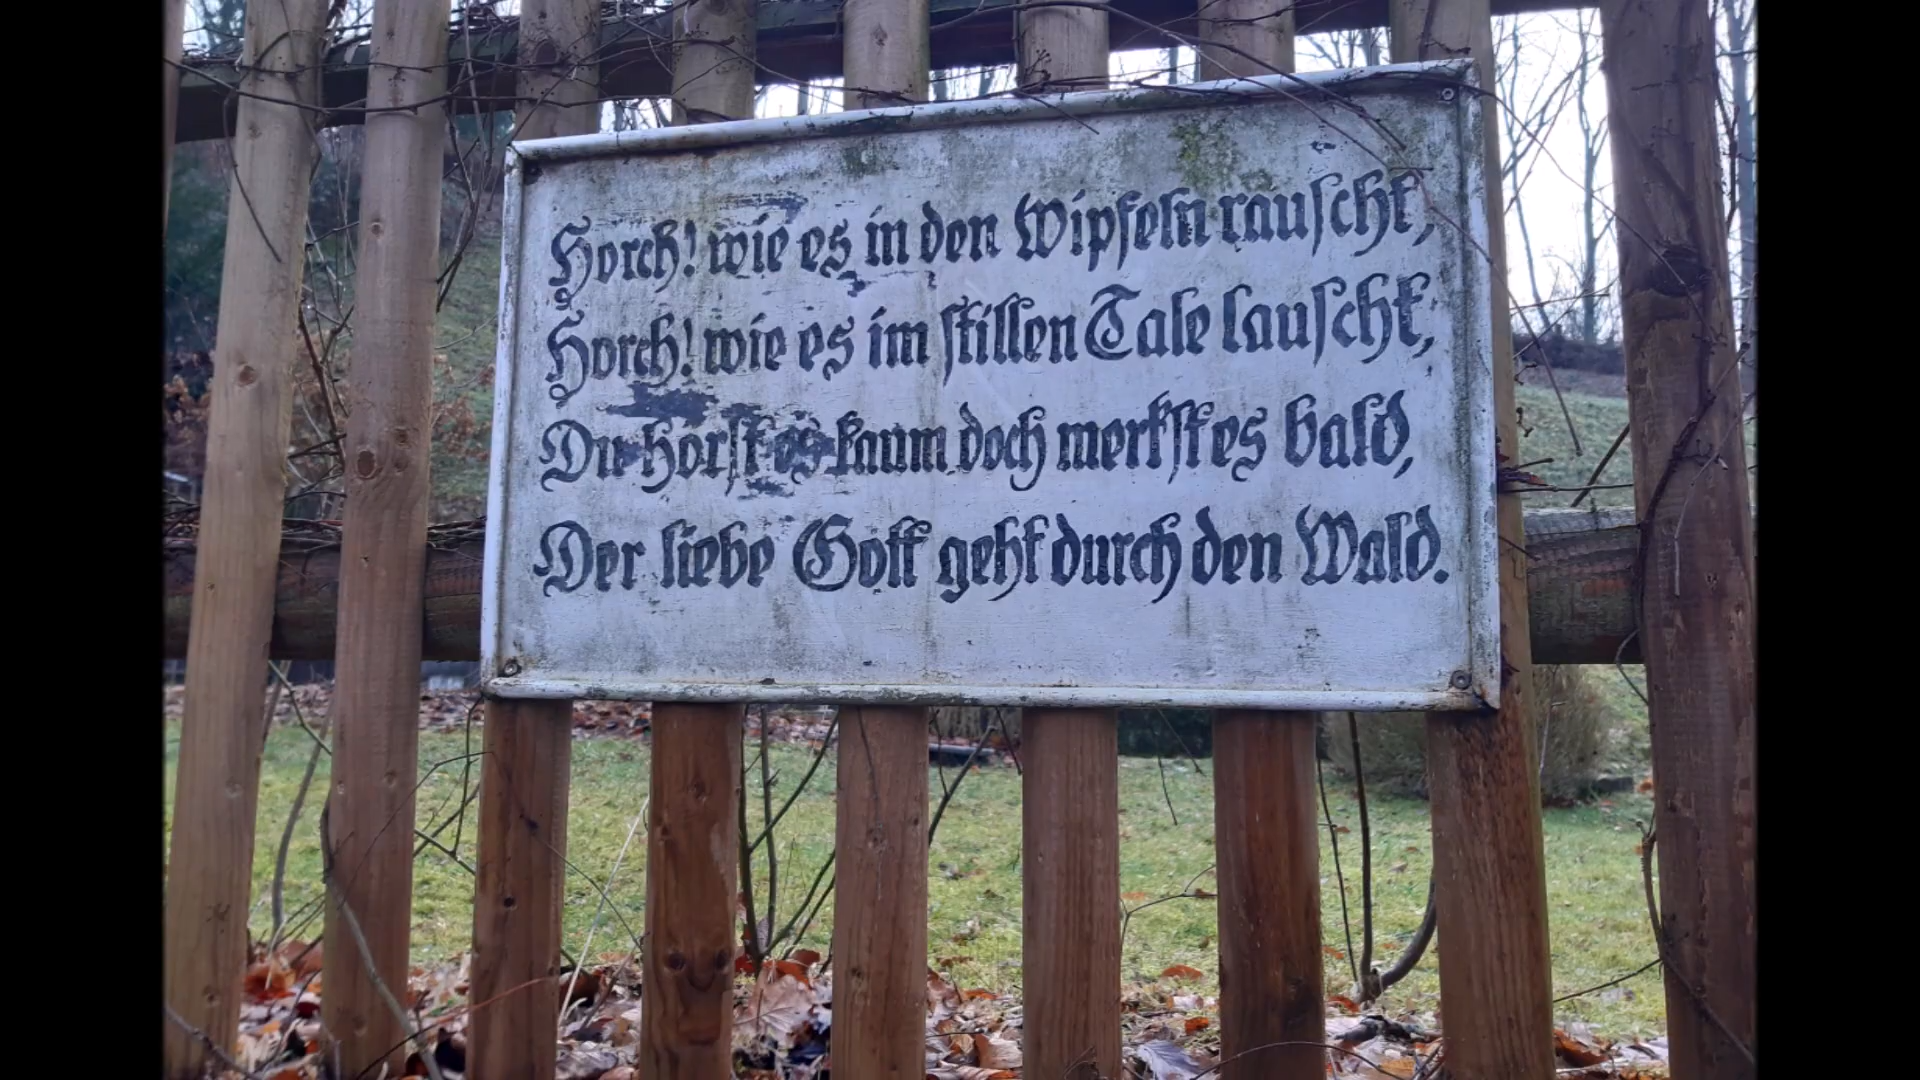 Horch! wie es in den Wipfeln rauscht,
Horch! wie es im stillen Tale lauscht,
Du hörst es kaum doch merkst es bald,
Der liebe Gott geht durch den Wald.